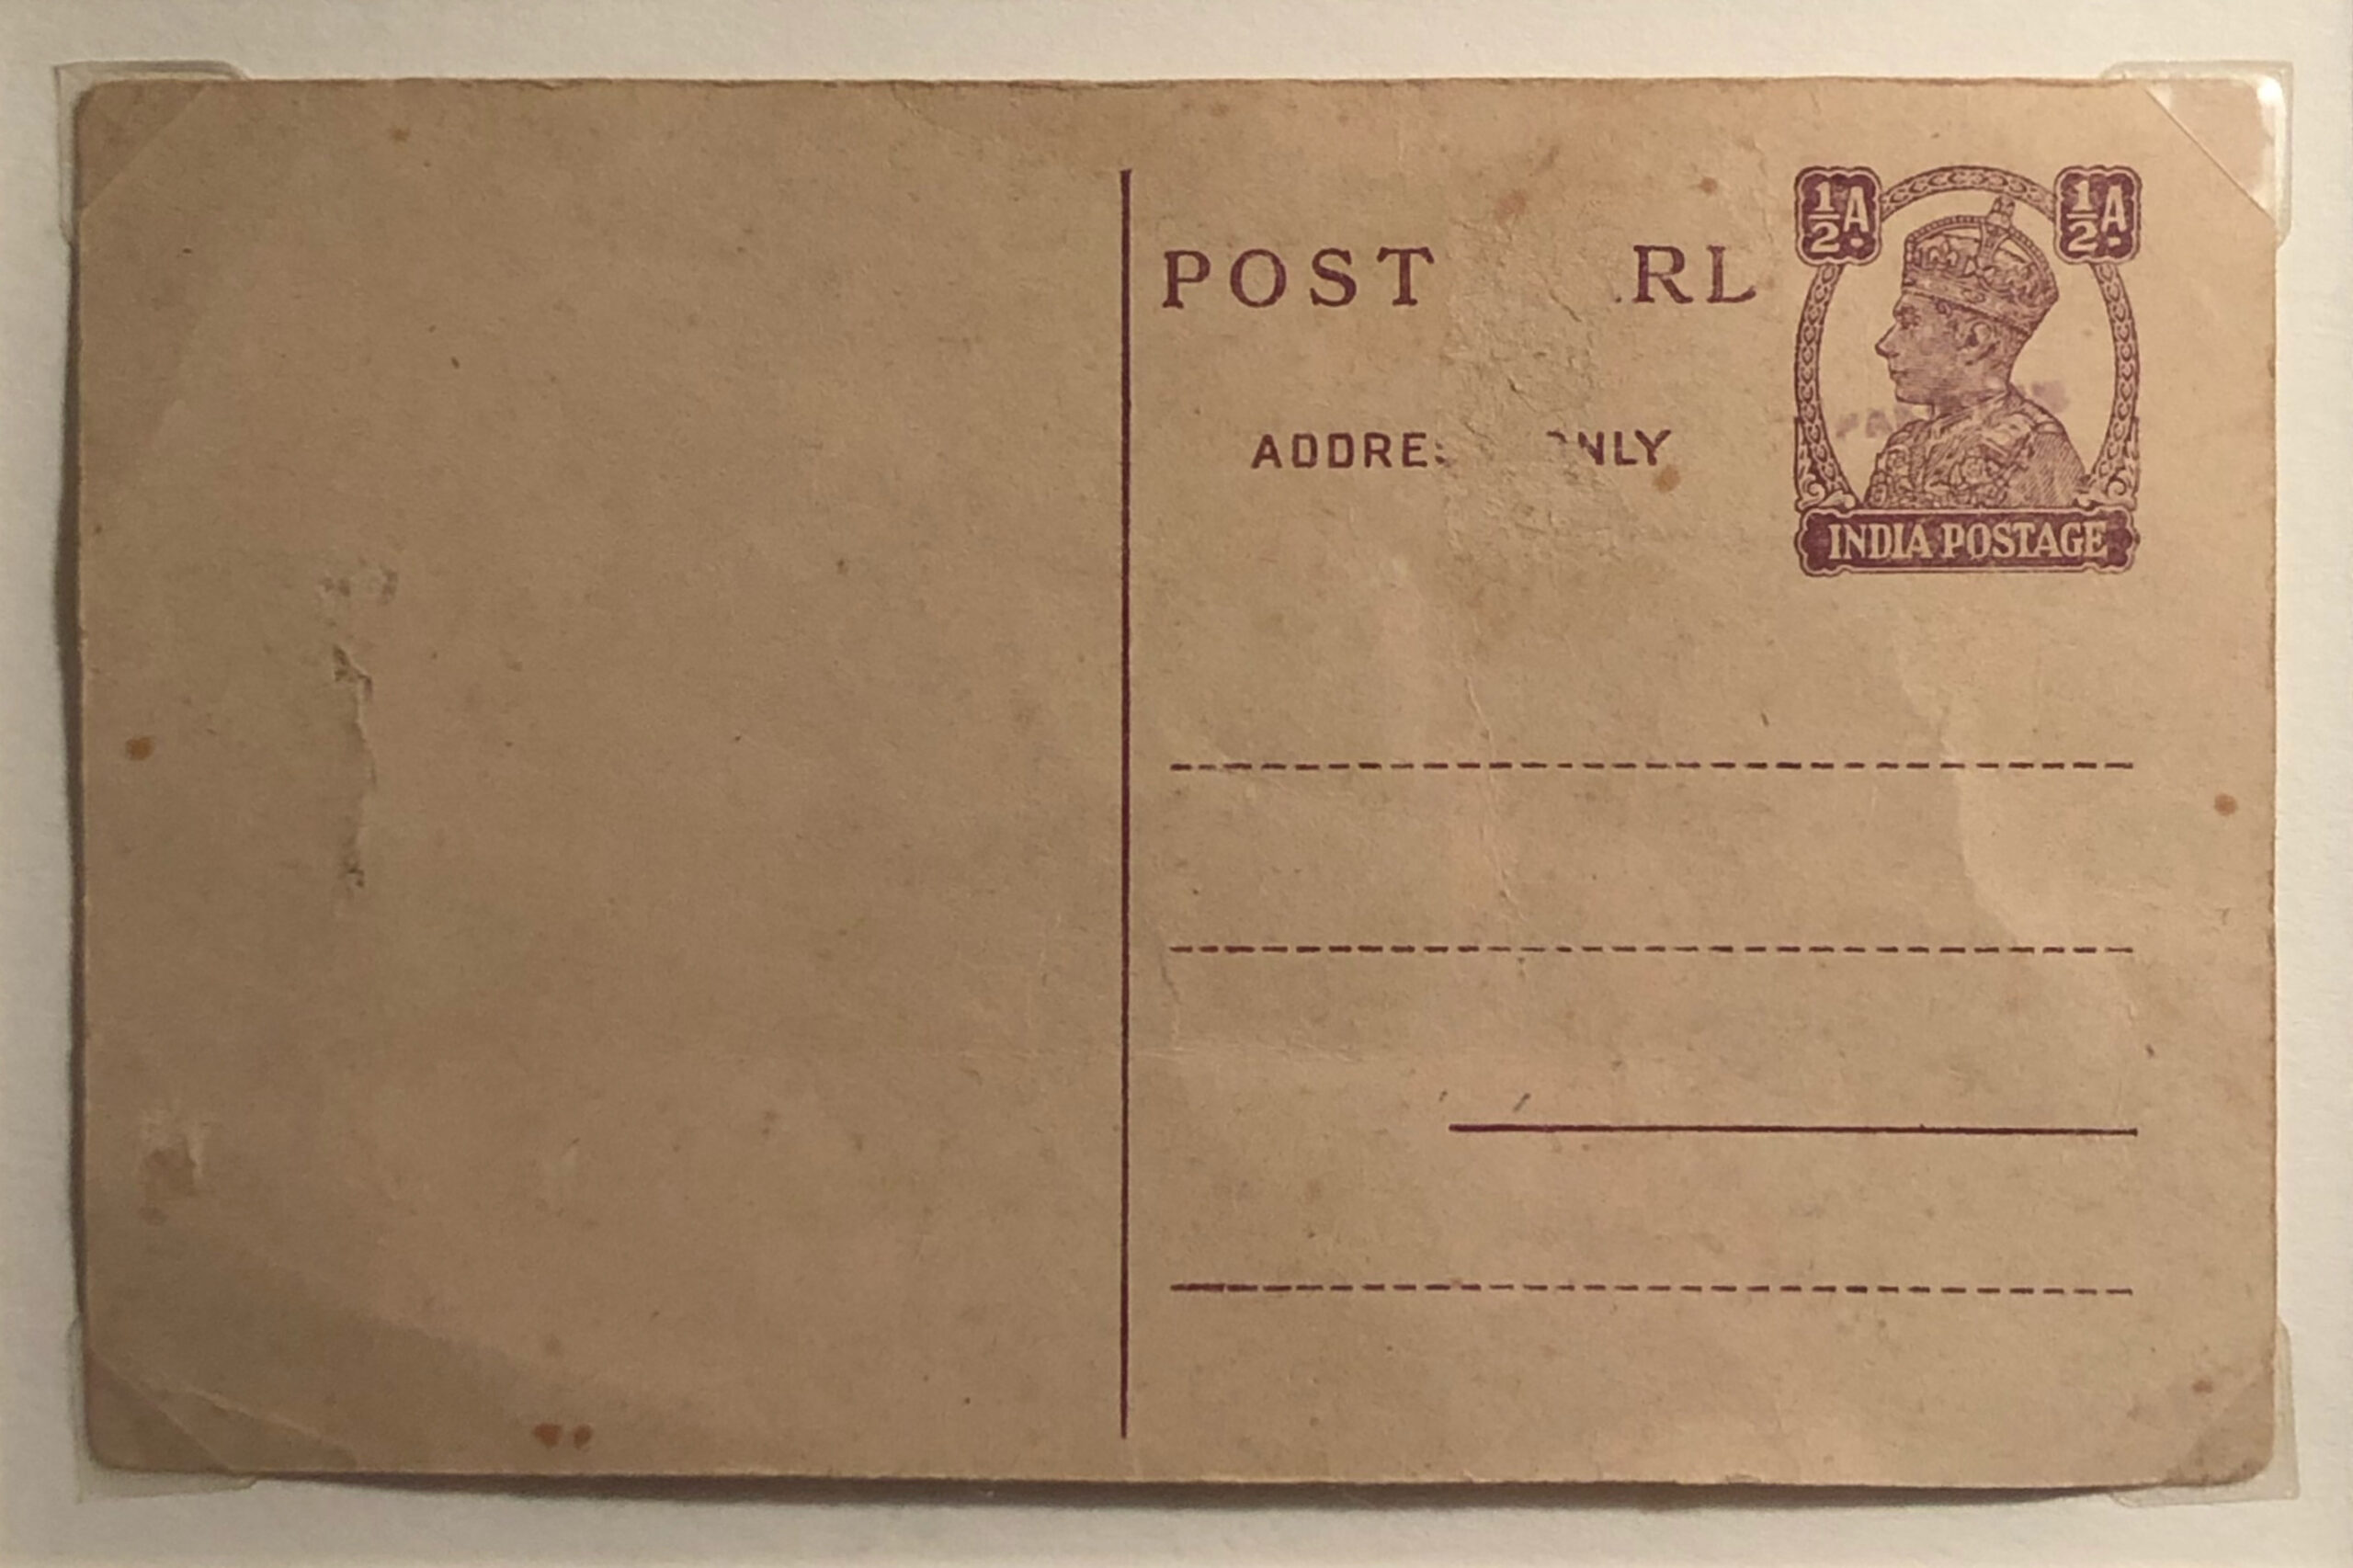 POST RL
½A. ½A.
ADDRE NLY
INDIA POSTAGE